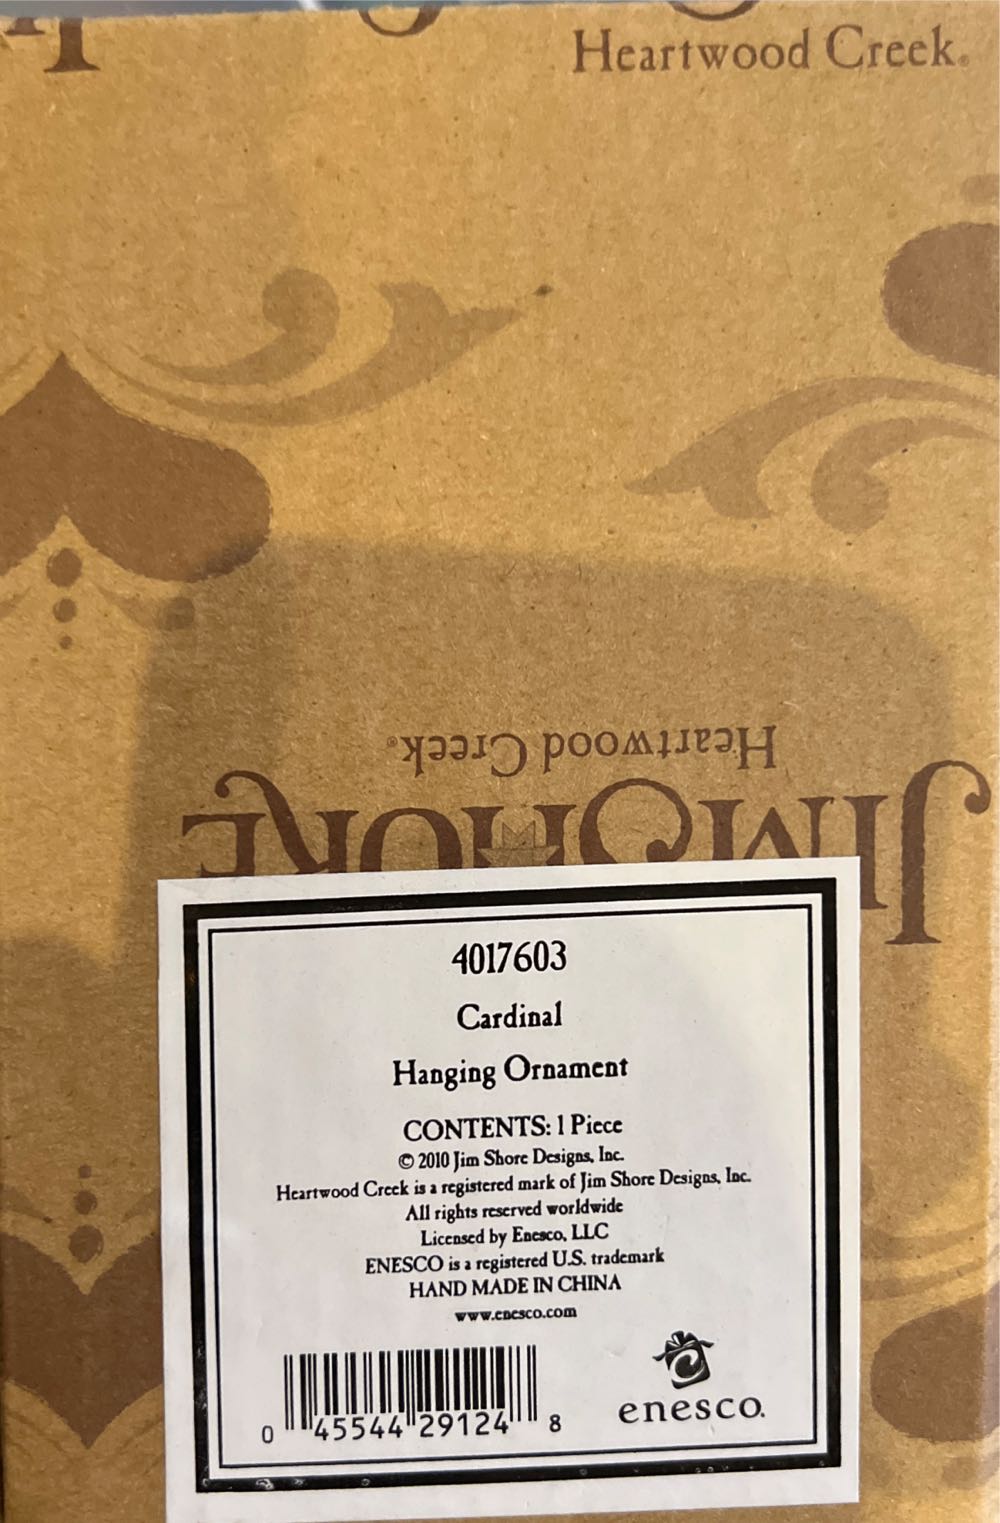 Heartwood Creek®
Heartwood Creek®
JIM SHORE
4017603
Cardinal
Hanging Ornament
CONTENTS: 1 Piece
© 2010 Jim Shore Designs, Inc.
Heartwood Creek is a registered mark of Jim Shore Designs, Inc.
All rights reserved worldwide
Licensed by Enesco, LLC
ENESCO is a registered U.S. trademark
HAND MADE IN CHINA
www.enesco.com
0 45544 29124 8
enesco.